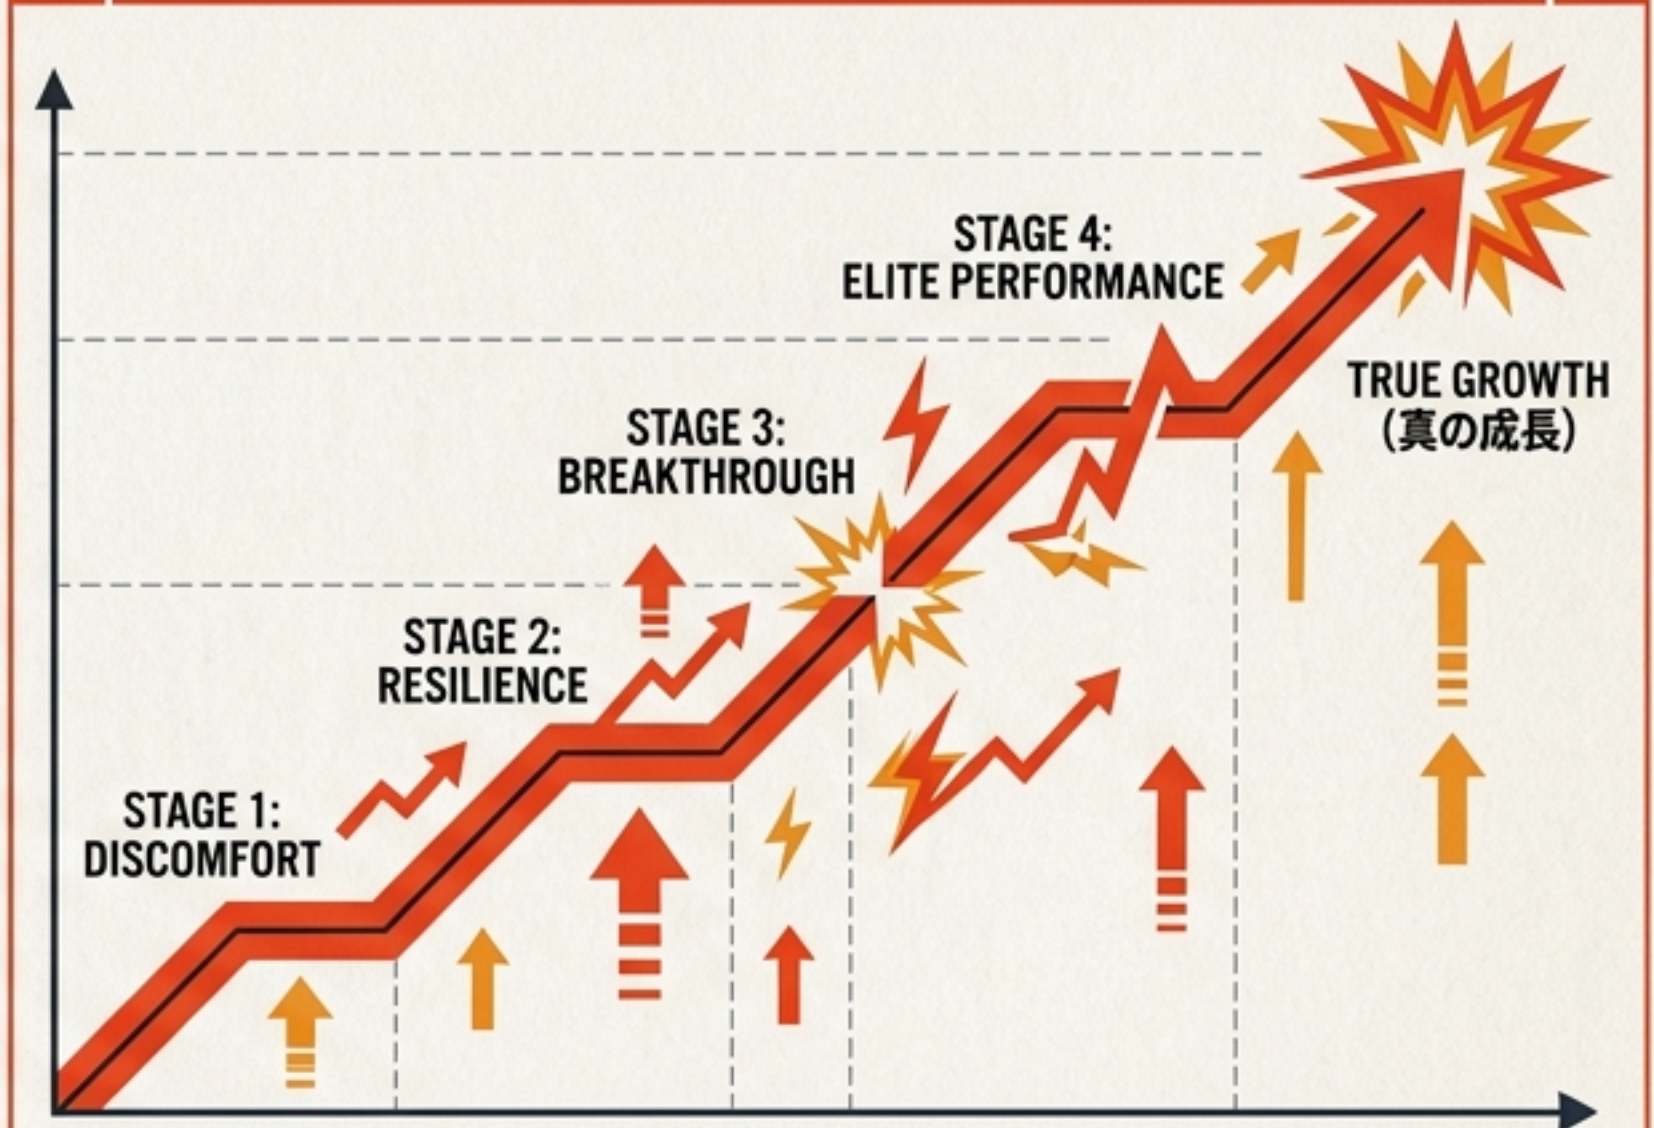 STAGE 1:
DISCOMFORT
STAGE 2:
RESILIENCE
STAGE 3:
BREAKTHROUGH
STAGE 4:
ELITE PERFORMANCE
TRUE GROWTH
(真の成長)